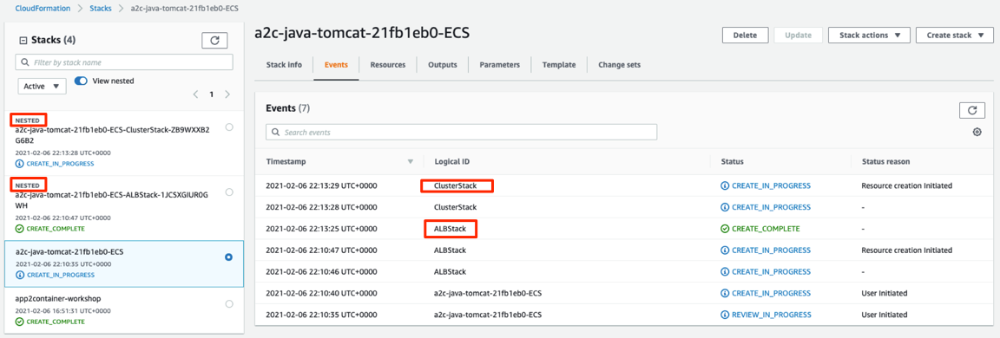 CloudFormation > Stacks > a2c-java-tomcat-21fb1eb0-ECS
Stacks (4)
Filter by stack name
Active ▼ View nested
< 1 >
NESTED
a2c-java-tomcat-21fb1eb0-ECS-ClusterStack-ZB9WXXB2
G6B2
2021-02-06 22:13:28 UTC+0000
CREATE_IN_PROGRESS
NESTED
a2c-java-tomcat-21fb1eb0-ECS-ALBStack-1JCSXGIUR0G
WH
2021-02-06 22:10:47 UTC+0000
CREATE_COMPLETE
a2c-java-tomcat-21fb1eb0-ECS
2021-02-06 22:10:35 UTC+0000
CREATE_IN_PROGRESS
app2container-workshop
2021-02-06 16:51:31 UTC+0000
CREATE_COMPLETE
a2c-java-tomcat-21fb1eb0-ECS
Delete Update Stack actions ▼ Create stack ▼
Stack info Events Resources Outputs Parameters Template Change sets
Events (7)
Search events
Timestamp ▼ Logical ID Status Status reason
2021-02-06 22:13:29 UTC+0000 ClusterStack CREATE_IN_PROGRESS Resource creation Initiated
2021-02-06 22:13:28 UTC+0000 ClusterStack CREATE_IN_PROGRESS -
2021-02-06 22:13:25 UTC+0000 ALBStack CREATE_COMPLETE -
2021-02-06 22:10:47 UTC+0000 ALBStack CREATE_IN_PROGRESS Resource creation Initiated
2021-02-06 22:10:46 UTC+0000 ALBStack CREATE_IN_PROGRESS -
2021-02-06 22:10:40 UTC+0000 a2c-java-tomcat-21fb1eb0-ECS CREATE_IN_PROGRESS User Initiated
2021-02-06 22:10:35 UTC+0000 a2c-java-tomcat-21fb1eb0-ECS REVIEW_IN_PROGRESS User Initiated